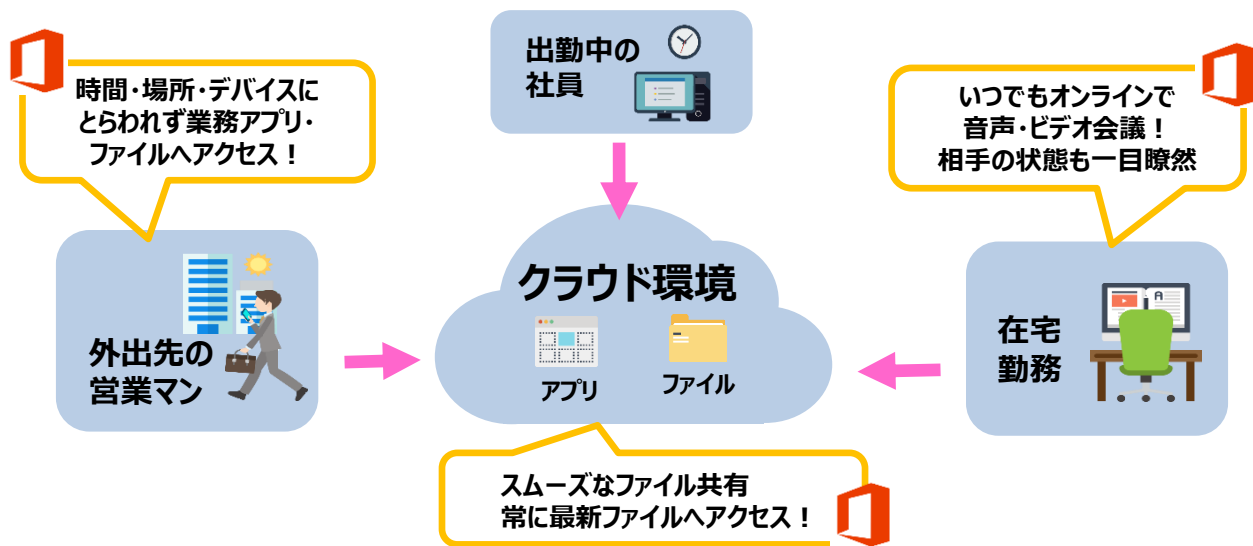 出勤中の
社員
時間・場所・デバイスに
とらわれず業務アプリ・
ファイルへアクセス！
いつでもオンラインで
音声・ビデオ会議！
相手の状態も一目瞭然
クラウド環境
アプリ
ファイル
外出先の
営業マン
在宅
勤務
A
スムーズなファイル共有
常に最新ファイルへアクセス！